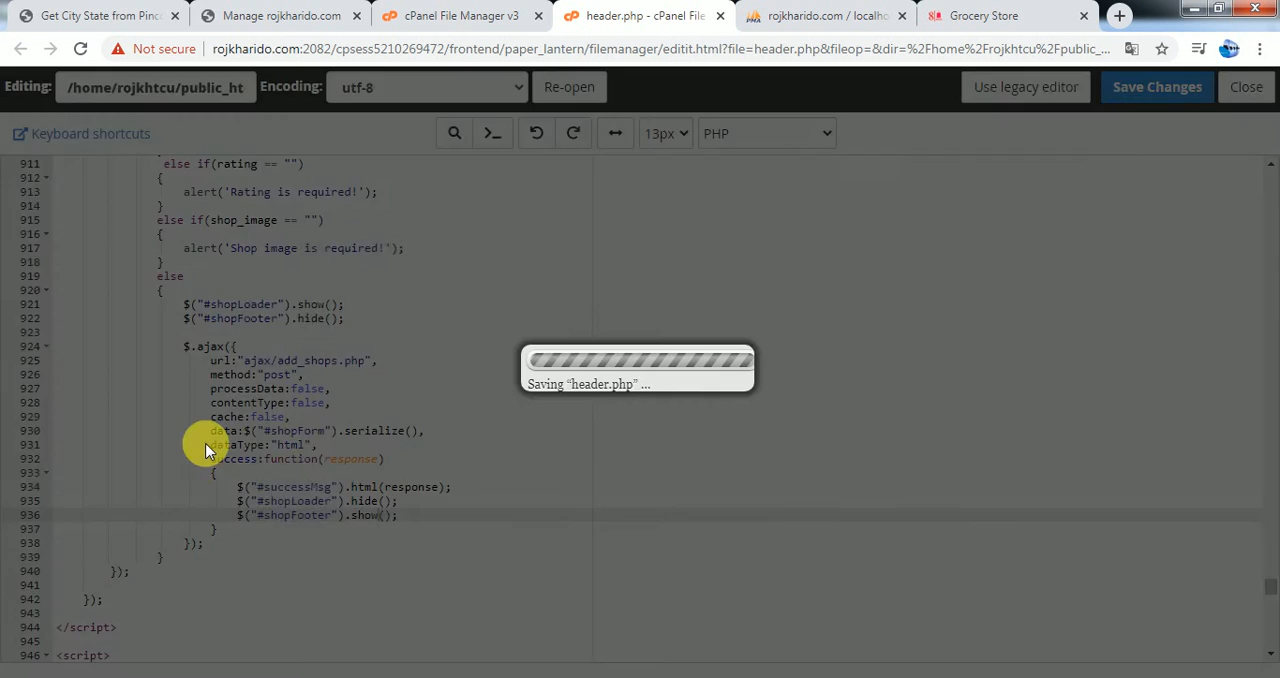 Get City State from Pinco
Manage rojkharido.com
cPanel File Manager v3
header.php - cPanel File
rojkharido.com / localho
Grocery Store
Not secure
rojkharido.com:2082/cpsess5210269472/frontend/paper_lantern/filemanager/editit.html?file=header.php&fileop=&dir=%2Fhome%2Frojkhtcu%2Fpublic_...
Editing:
/home/rojkhtcu/public_ht
Encoding:
utf-8
Re-open
Use legacy editor
Save Changes
Close
Keyboard shortcuts
13px
PHP
911 else if(rating == "")
912 {
913 alert('Rating is required!');
914 }
915 else if(shop_image == "")
916 {
917 alert('Shop image is required!');
918 }
919 else
920 {
921 $("#shopLoader").show();
922 $("#shopFooter").hide();
923
924 $.ajax({
925 url:"ajax/add_shops.php",
926 method:"post",
927 processData:false,
928 contentType:false,
929 cache:false,
930 data:$("#shopForm").serialize(),
931 dataType:"html",
932 success:function(response)
933 {
934 $("#successMsg").html(response);
935 $("#shopLoader").hide();
936 $("#shopFooter").show();
937 }
938 });
939 }
940 });
941
942 });
943
944 </script>
945
946 <script>
Saving “header.php” ...